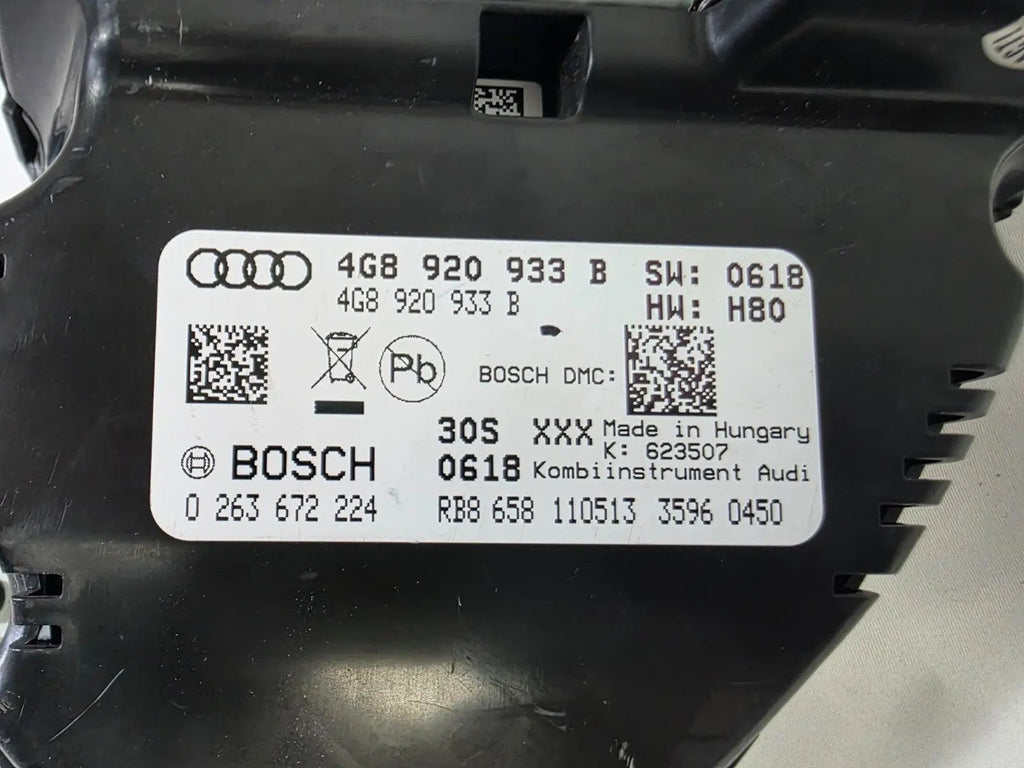 4G8 920 933 B SW: 0618
4G8 920 933 B HW: H80
Pb
BOSCH DMC:
30S XXX Made in Hungary
K: 623507
BOSCH 0618 Kombiinstrument Audi
0 263 672 224 RB8 658 110513 3596 0450